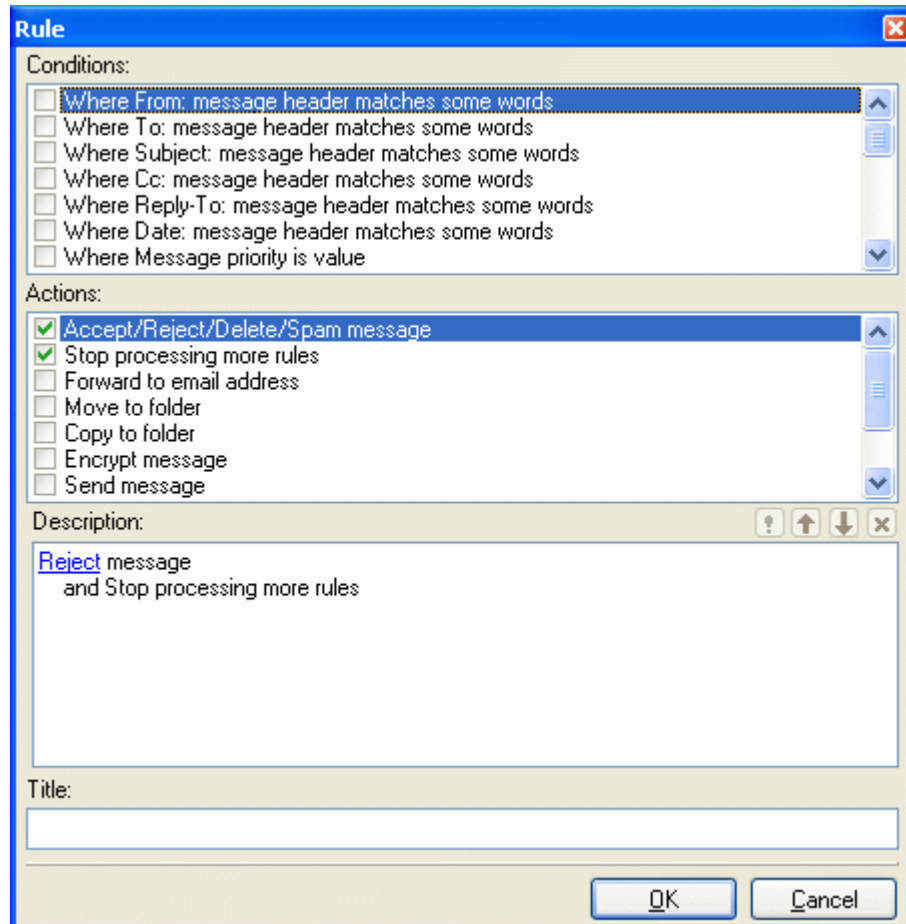 Rule
Conditions:
Where From: message header matches some words
Where To: message header matches some words
Where Subject: message header matches some words
Where Cc: message header matches some words
Where Reply-To: message header matches some words
Where Date: message header matches some words
Where Message priority is value
Actions:
Accept/Reject/Delete/Spam message
Stop processing more rules
Forward to email address
Move to folder
Copy to folder
Encrypt message
Send message
Description:
Reject message
and Stop processing more rules
Title:
OK Cancel